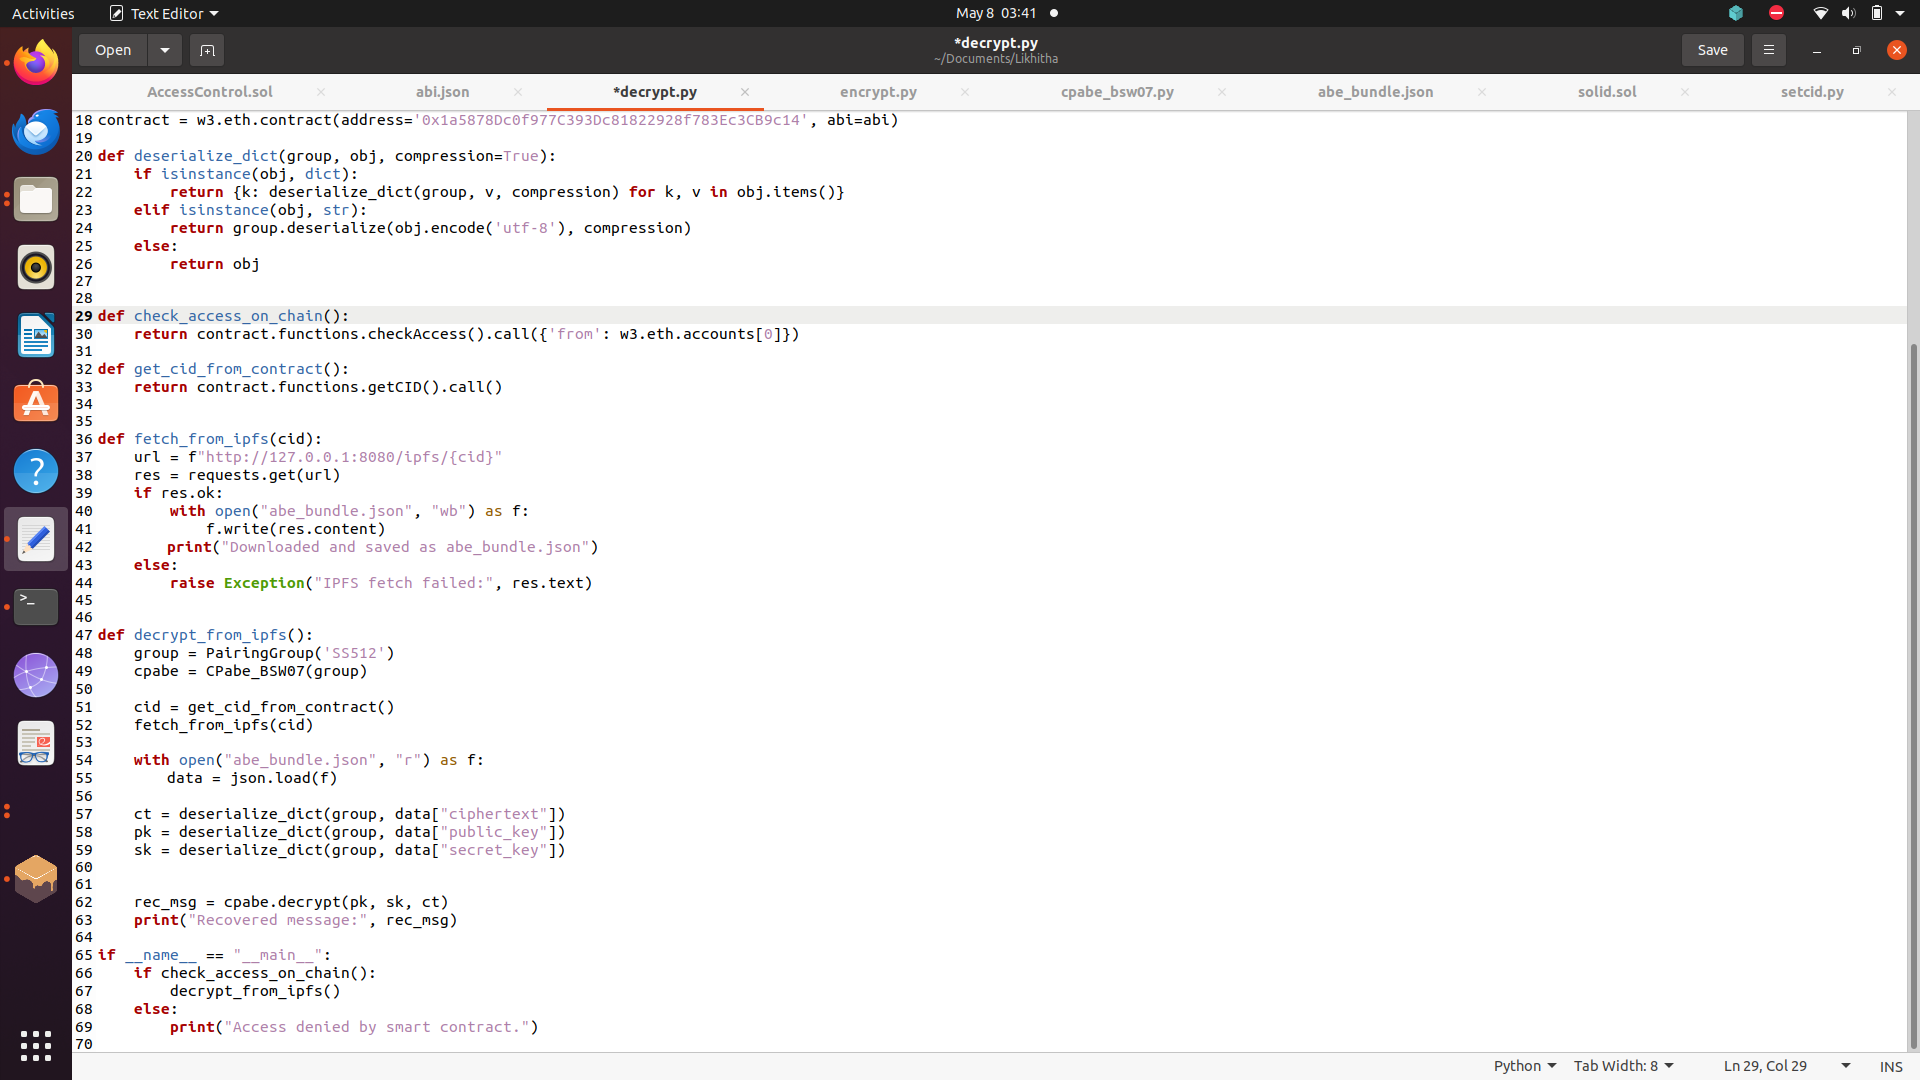 Activities Text Editor May 8 03:41
Open *decrypt.py Save
~/Documents/Likhitha
AccessControl.sol abi.json *decrypt.py encrypt.py cpabe_bsw07.py abe_bundle.json solid.sol setcid.py
18 contract = w3.eth.contract(address='0x1a5878Dc0f977C393Dc81822928f783Ec3CB9c14', abi=abi)
19
20 def deserialize_dict(group, obj, compression=True):
21     if isinstance(obj, dict):
22         return {k: deserialize_dict(group, v, compression) for k, v in obj.items()}
23     elif isinstance(obj, str):
24         return group.deserialize(obj.encode('utf-8'), compression)
25     else:
26         return obj
27
28
29 def check_access_on_chain():
30     return contract.functions.checkAccess().call({'from': w3.eth.accounts[0]})
31
32 def get_cid_from_contract():
33     return contract.functions.getCID().call()
34
35
36 def fetch_from_ipfs(cid):
37     url = f"http://127.0.0.1:8080/ipfs/{cid}"
38     res = requests.get(url)
39     if res.ok:
40         with open("abe_bundle.json", "wb") as f:
41             f.write(res.content)
42         print("Downloaded and saved as abe_bundle.json")
43     else:
44         raise Exception("IPFS fetch failed:", res.text)
45
46
47 def decrypt_from_ipfs():
48     group = PairingGroup('SS512')
49     cpabe = CPabe_BSW07(group)
50
51     cid = get_cid_from_contract()
52     fetch_from_ipfs(cid)
53
54     with open("abe_bundle.json", "r") as f:
55         data = json.load(f)
56
57     ct = deserialize_dict(group, data["ciphertext"])
58     pk = deserialize_dict(group, data["public_key"])
59     sk = deserialize_dict(group, data["secret_key"])
60
61
62     rec_msg = cpabe.decrypt(pk, sk, ct)
63     print("Recovered message:", rec_msg)
64
65 if __name__ == "__main__":
66     if check_access_on_chain():
67         decrypt_from_ipfs()
68     else:
69         print("Access denied by smart contract.")
70
Python Tab Width: 8 Ln 29, Col 29 INS